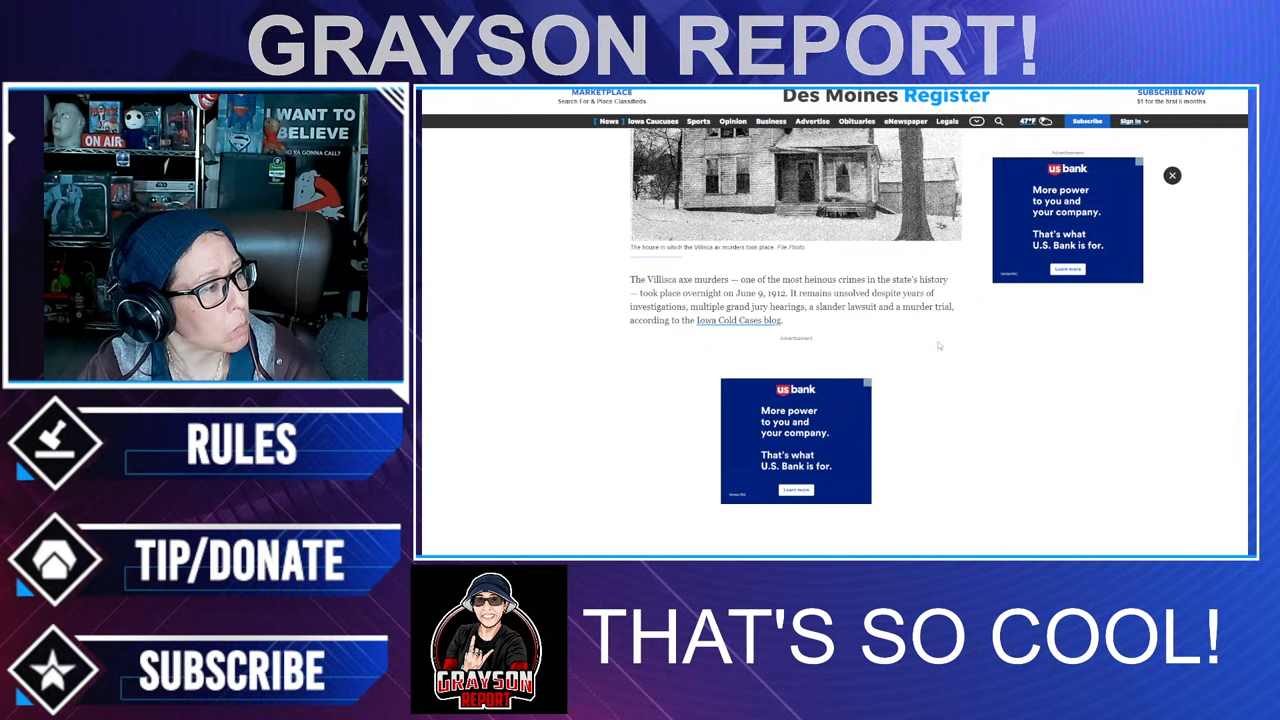 GRAYSON REPORT!
I WANT TO
BELIEVE
YA GONNA CALL?
ON AIR
RULES
TIP/DONATE
SUBSCRIBE
MARKETPLACE
Search For & Place Classifieds
Des Moines Register
SUBSCRIBE NOW
$1 for the first 6 months
News Iowa Caucuses Sports Opinion Business Advertise Obituaries eNewspaper Legals 47°F Subscribe Sign In
The house in which the Villisca ax murders took place. File Photo
The Villisca axe murders — one of the most heinous crimes in the state's history
— took place overnight on June 9, 1912. It remains unsolved despite years of
investigations, multiple grand jury hearings, a slander lawsuit and a murder trial,
according to the Iowa Cold Cases blog.
Advertisement
us bank
More power
to you and
your company.
That's what
U.S. Bank is for.
Learn more
Advertisement
us bank
More power
to you and
your company.
That's what
U.S. Bank is for.
Learn more
GRAYSON
REPORT
THAT'S SO COOL!